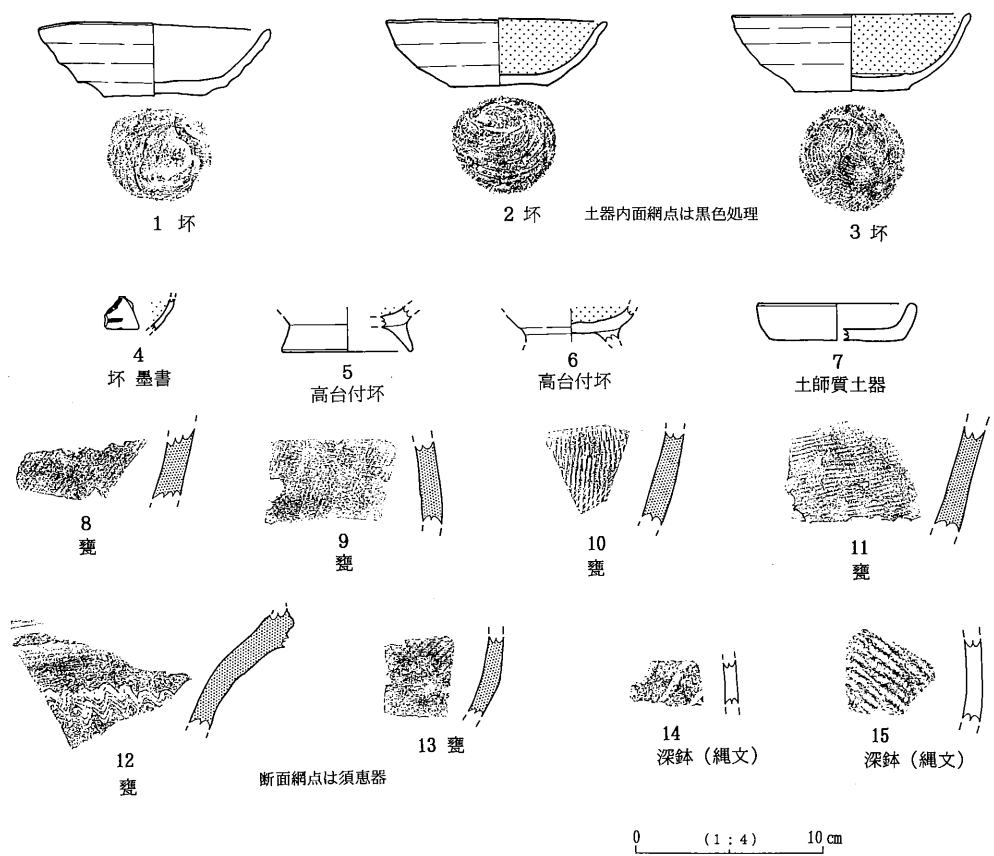 1 坏
2 坏
土器内面網点は黒色処理
3 坏
4
坏 墨書
5
高台付坏
6
高台付坏
7
土師質土器
8
甕
9
甕
10
甕
11
甕
12
甕
13 甕
14
深鉢（縄文）
15
深鉢（縄文）
断面網点は須恵器
0 (1:4) 10cm